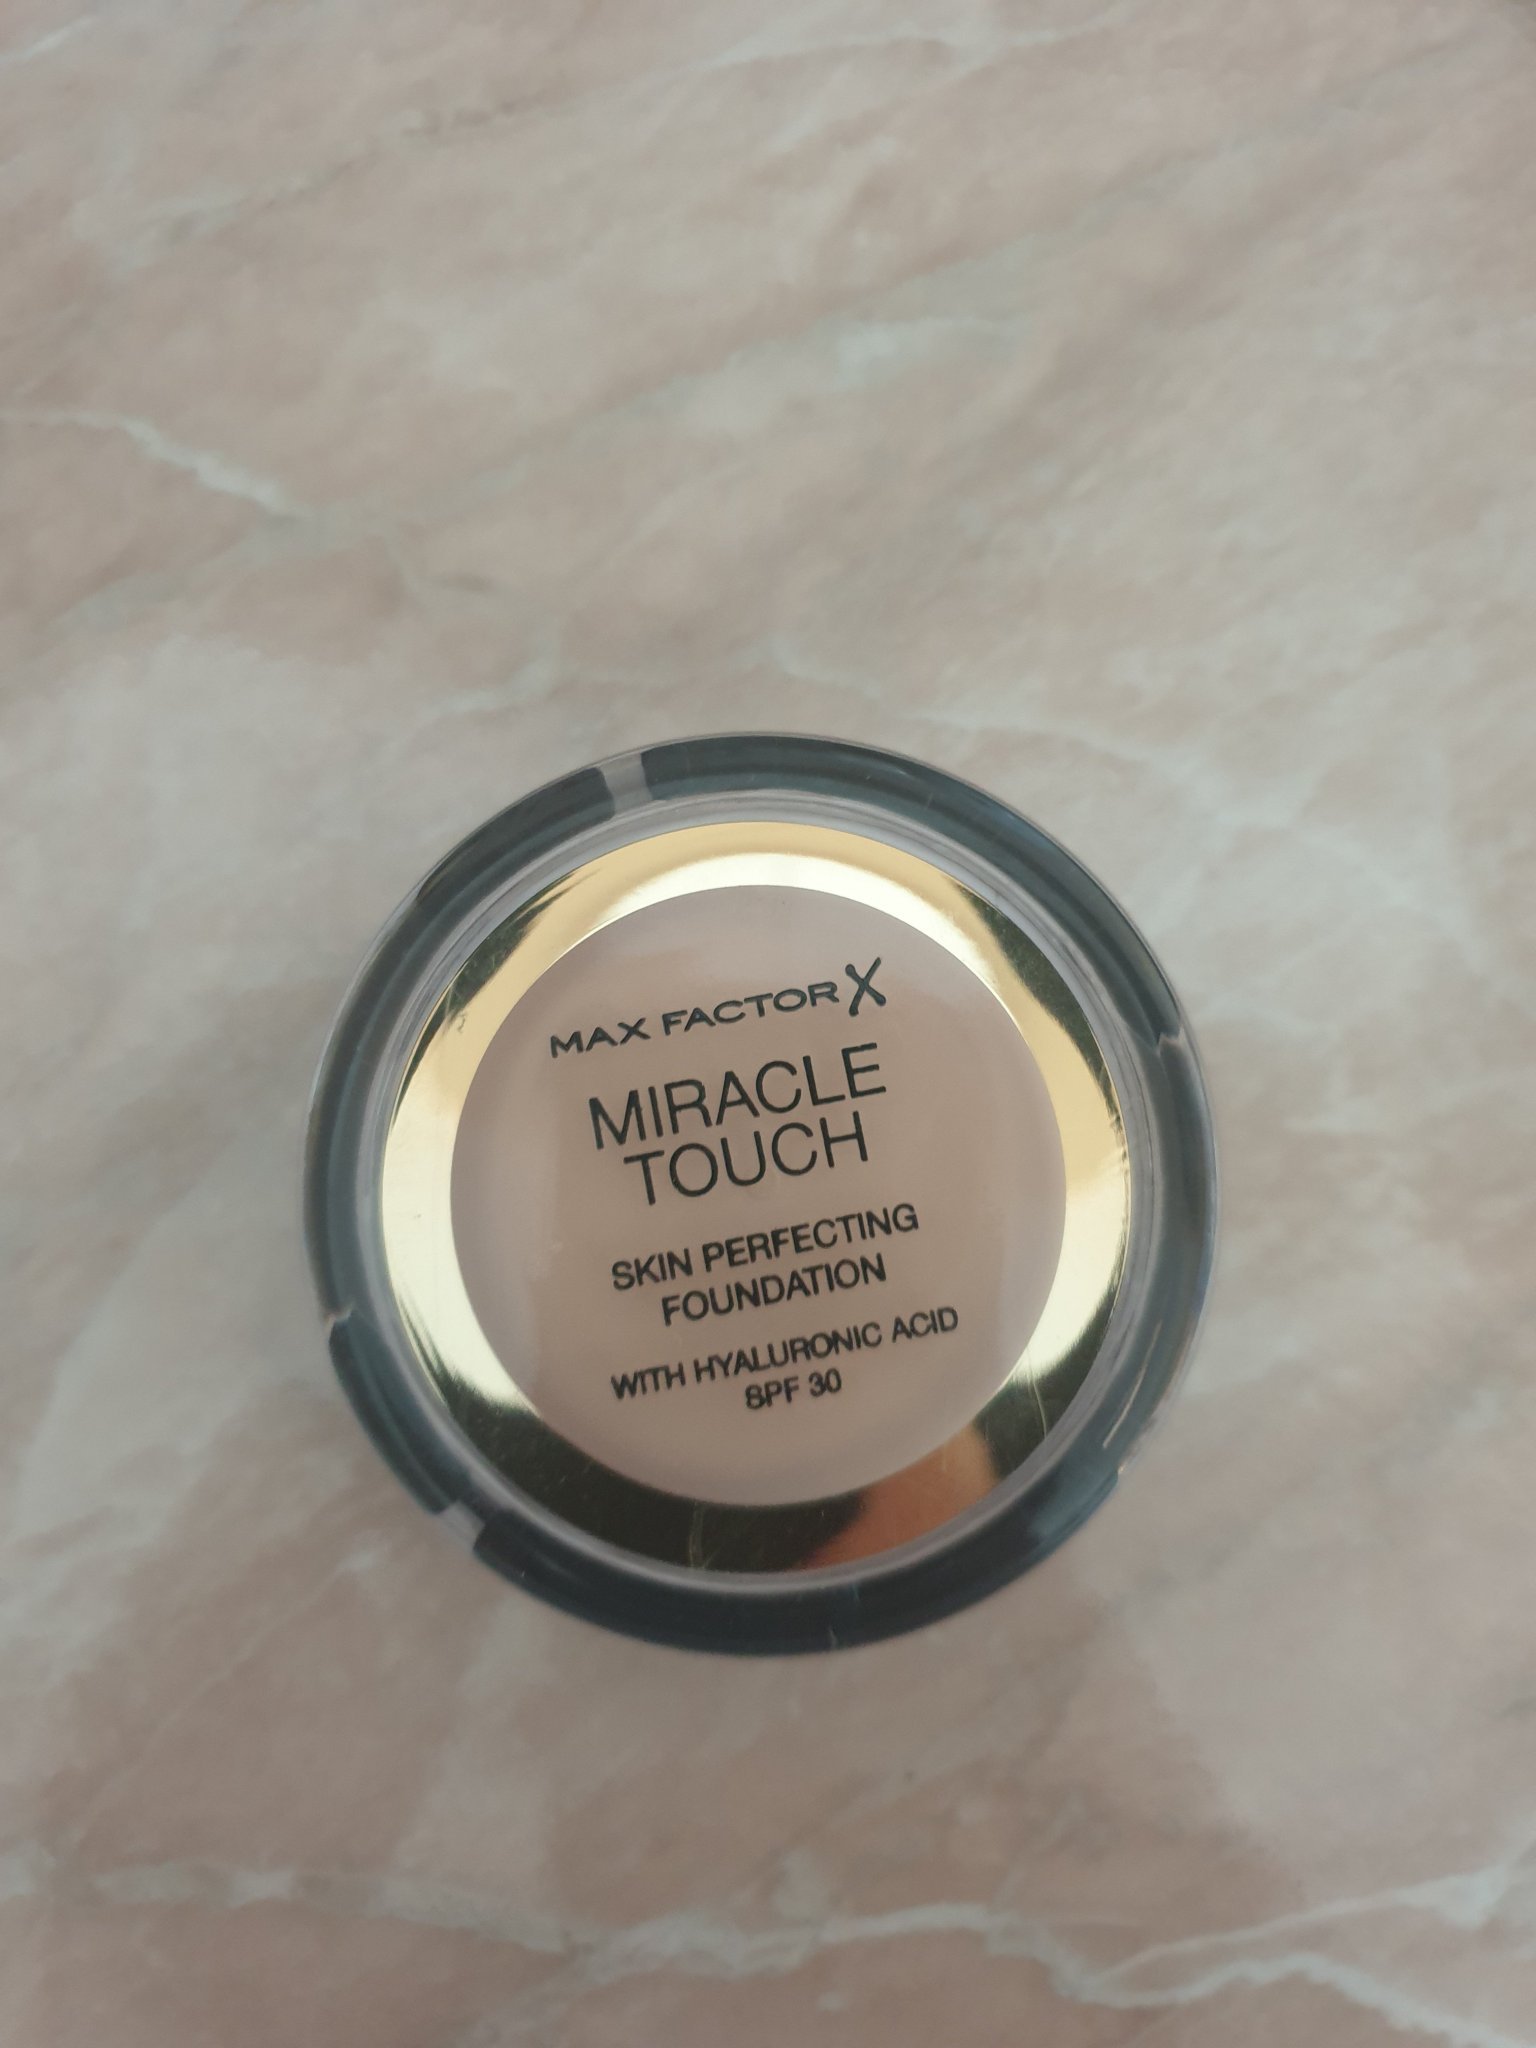 MAX FACTOR X
MIRACLE
TOUCH
SKIN PERFECTING
FOUNDATION
WITH HYALURONIC ACID
SPF 30